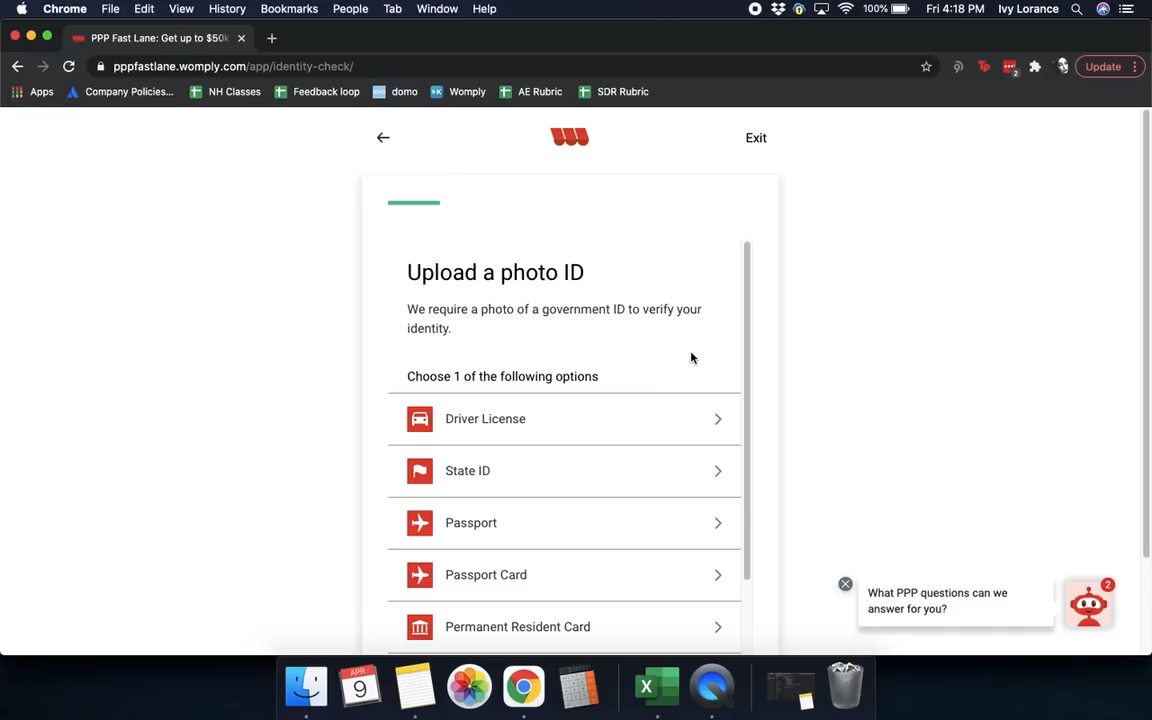 Chrome File Edit View History Bookmarks People Tab Window Help 100% Fri 4:18 PM Ivy Lorance
PPP Fast Lane: Get up to $50k
pppfastlane.womply.com/app/identity-check/ 2 Update
Apps Company Policies... NH Classes Feedback loop domo Womply AE Rubric SDR Rubric
Exit
Upload a photo ID
We require a photo of a government ID to verify your
identity.
Choose 1 of the following options
Driver License
State ID
Passport
Passport Card
Permanent Resident Card
What PPP questions can we
answer for you?
2
APR
9